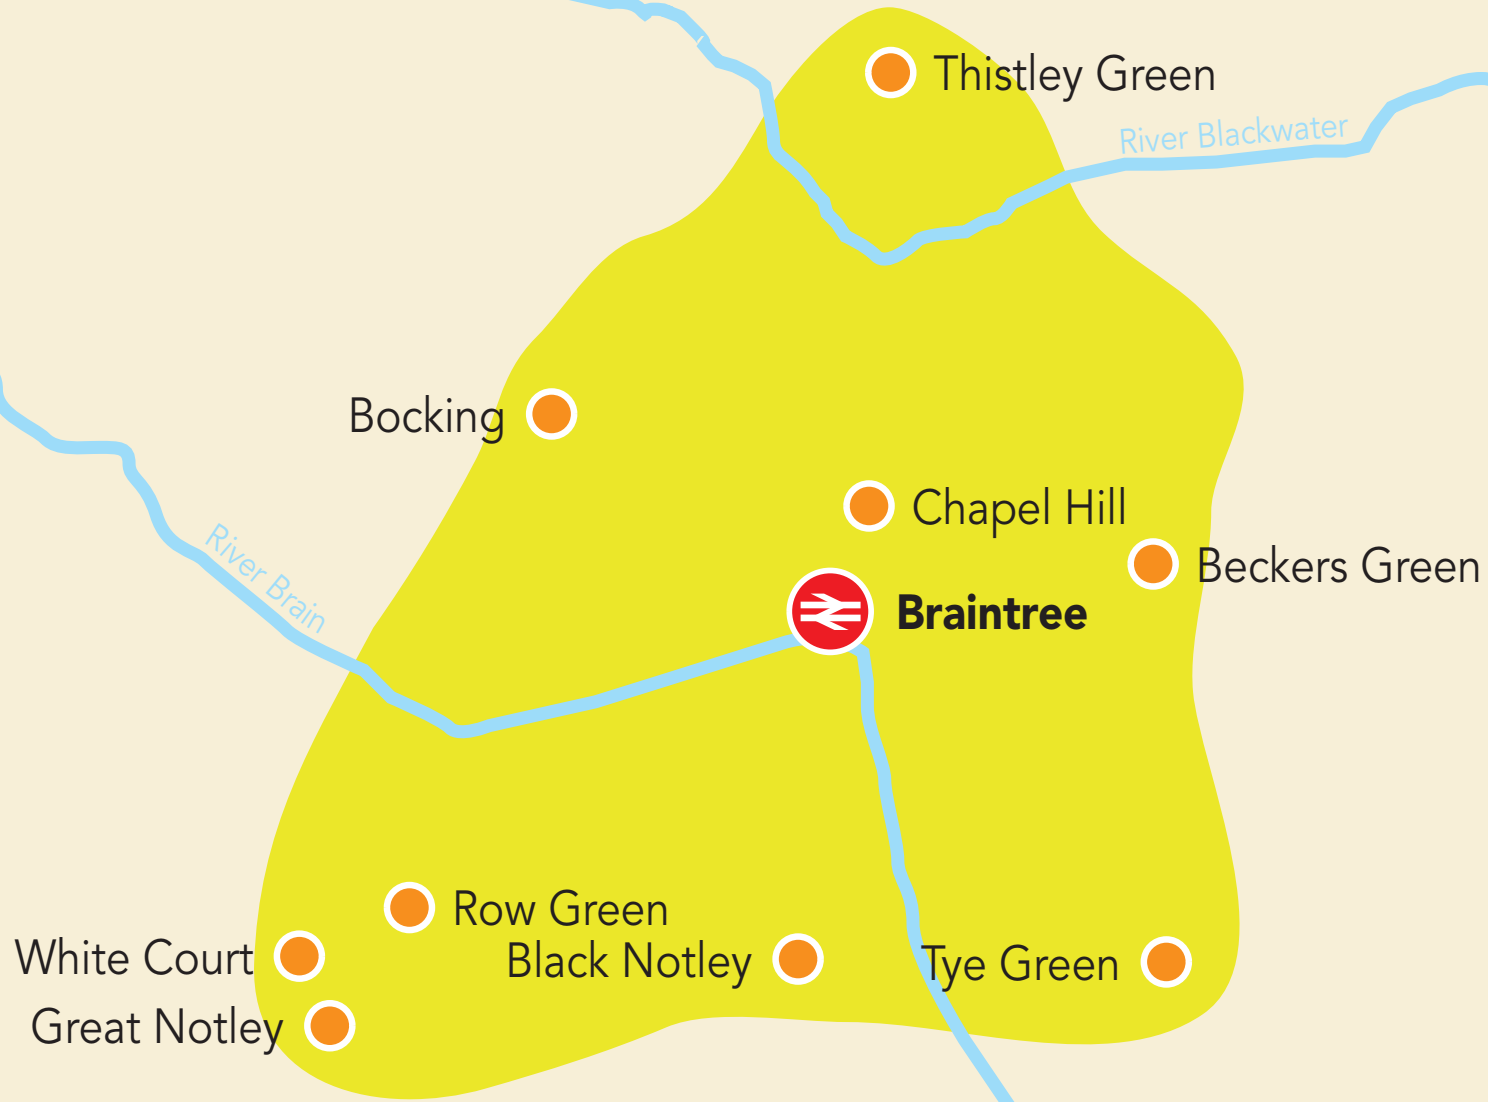 Thistley Green
River Blackwater
Bocking
Chapel Hill
Beckers Green
River Brain
Braintree
Row Green
White Court
Black Notley
Tye Green
Great Notley